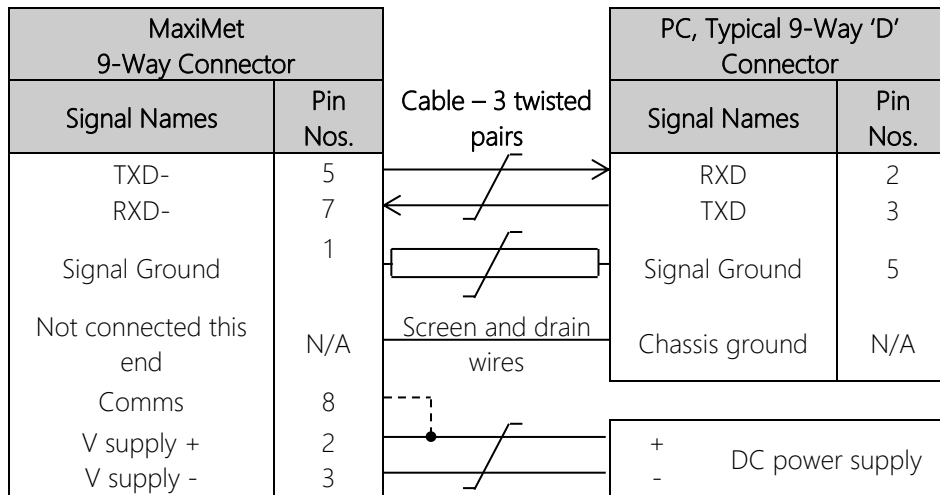 MaxiMet
9-Way Connector
PC, Typical 9-Way ‘D’
Connector
Signal Names
Pin
Nos.
Cable – 3 twisted
pairs
Signal Names
Pin
Nos.
TXD-
5
RXD
2
RXD-
7
TXD
3
Signal Ground
1
Signal Ground
5
Not connected this
end
N/A
Screen and drain
wires
Chassis ground
N/A
Comms
8
V supply +
2
+
V supply -
3
-
DC power supply